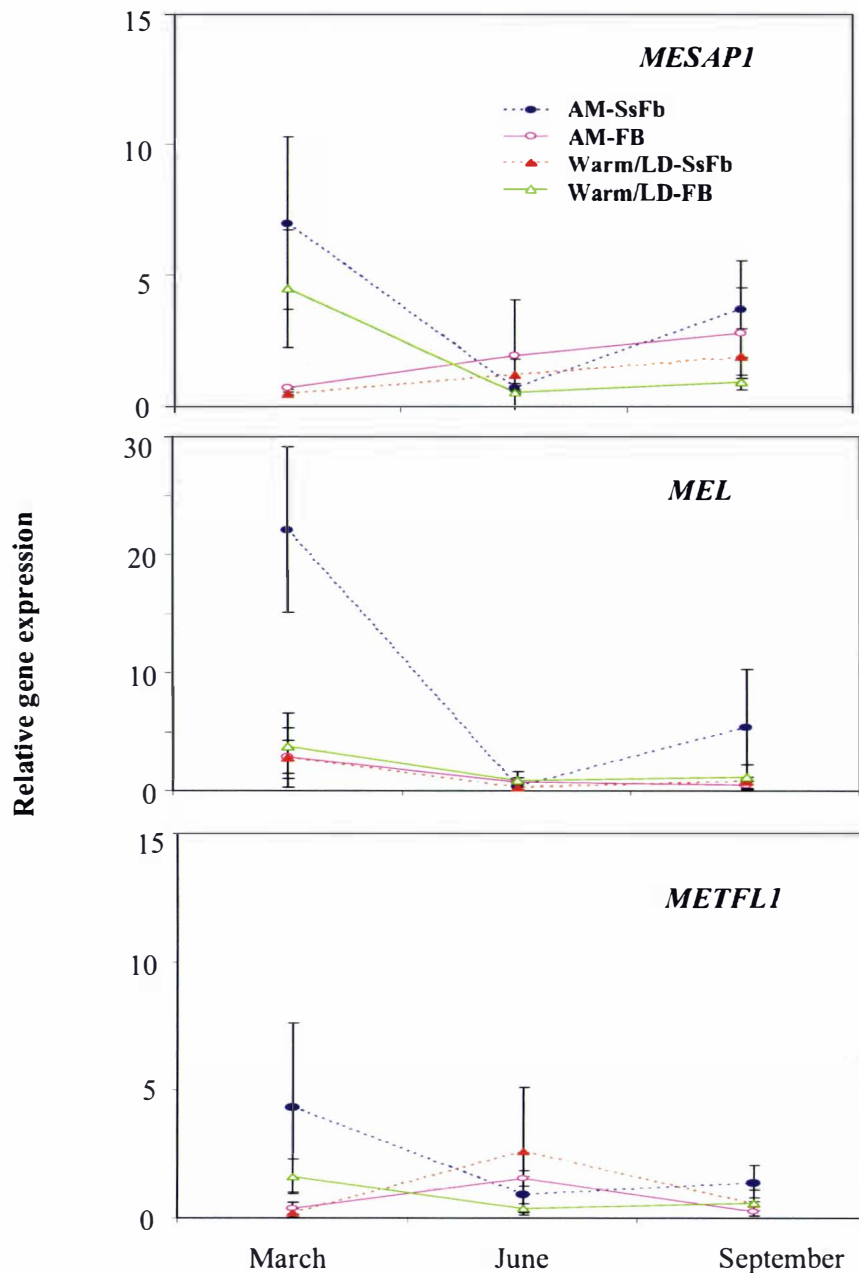 15
MESAP1
AM-SsFb
AM-FB
Warm/LD-SsFb
Warm/LD-FB
10
5
0
30
MEL
20
10
0
Relative gene expression
15
METFL1
10
5
0
March June September